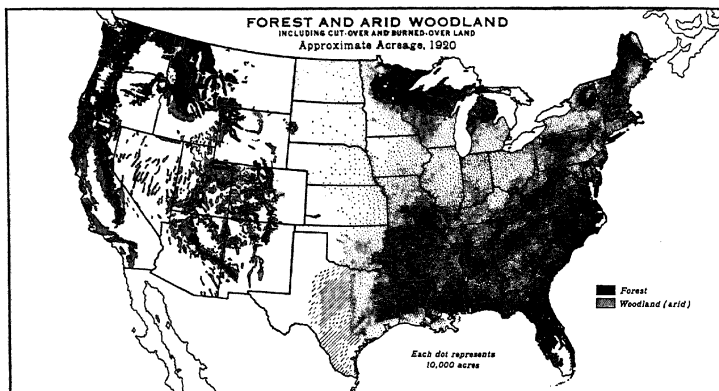 FOREST AND ARID WOODLAND
INCLUDING CUT-OVER AND BURNED-OVER LAND
Approximate Acreage, 1920
Forest
Woodland (arid)
Each dot represents
10,000 acres